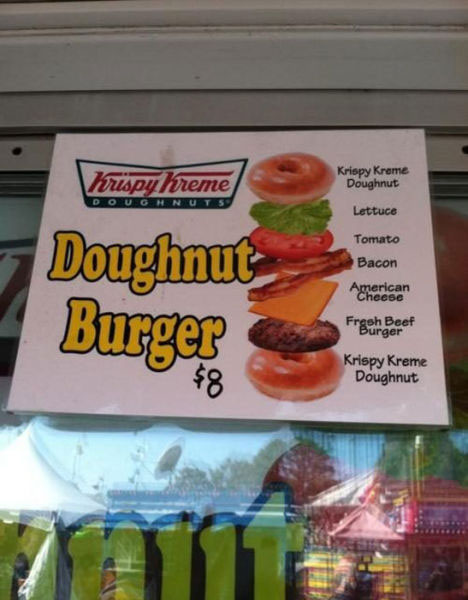 Krispy Kreme
DOUGHNUTS®
Doughnut
Burger
$8
Krispy Kreme
Doughnut
Lettuce
Tomato
Bacon
American
Cheese
Fresh Beef
Burger
Krispy Kreme
Doughnut